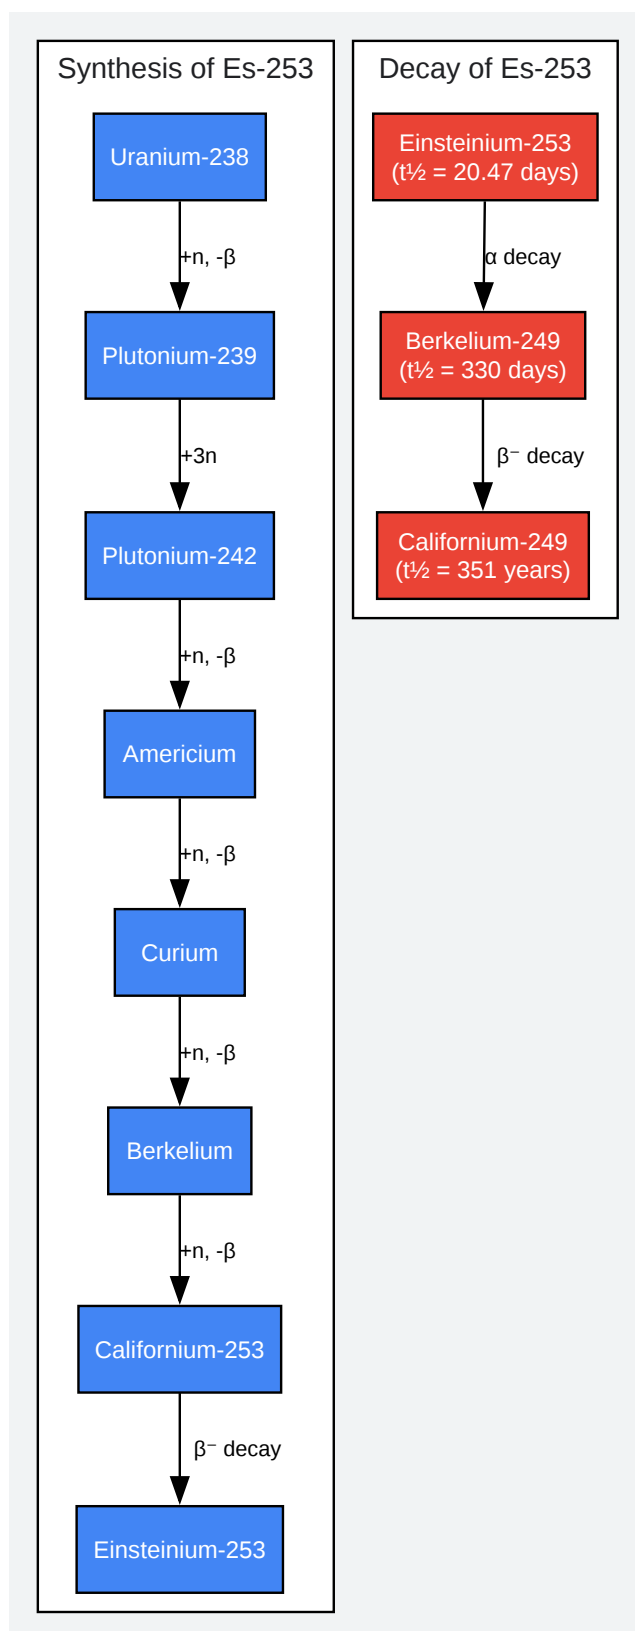 Synthesis of Es-253
Uranium-238
+n, -β
Plutonium-239
+3n
Plutonium-242
+n, -β
Americium
+n, -β
Curium
+n, -β
Berkelium
+n, -β
Californium-253
β⁻ decay
Einsteinium-253
Decay of Es-253
Einsteinium-253
(t½ = 20.47 days)
α decay
Berkelium-249
(t½ = 330 days)
β⁻ decay
Californium-249
(t½ = 351 years)